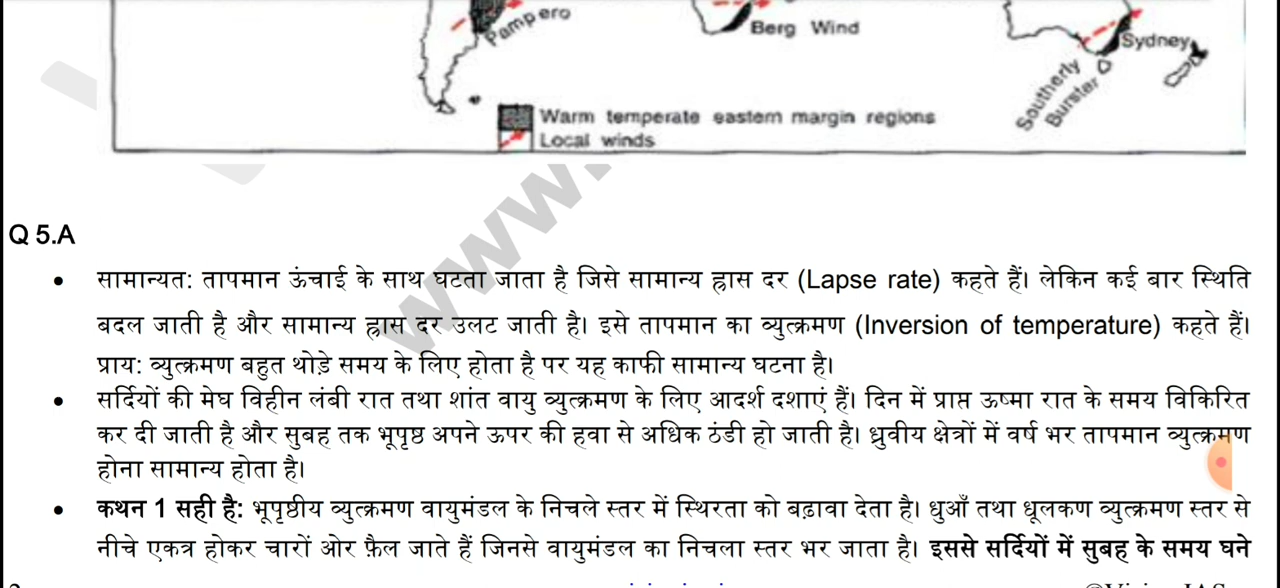 Pampero
Berg Wind
Sydney
Southerly
Burster
Warm temperate eastern margin regions
Local winds
www.
Q 5.A
• सामान्यत: तापमान ऊंचाई के साथ घटता जाता है जिसे सामान्य ह्रास दर (Lapse rate) कहते हैं। लेकिन कई बार स्थिति
बदल जाती है और सामान्य ह्रास दर उलट जाती है। इसे तापमान का व्युत्क्रमण (Inversion of temperature) कहते हैं।
प्राय: व्युत्क्रमण बहुत थोड़े समय के लिए होता है पर यह काफी सामान्य घटना है।
• सर्दियों की मेघ विहीन लंबी रात तथा शांत वायु व्युत्क्रमण के लिए आदर्श दशाएं हैं। दिन में प्राप्त ऊष्मा रात के समय विकिरित
कर दी जाती है और सुबह तक भूपृष्ठ अपने ऊपर की हवा से अधिक ठंडी हो जाती है। ध्रुवीय क्षेत्रों में वर्ष भर तापमान व्युत्क्रमण
होना सामान्य होता है।
• कथन 1 सही है: भूपृष्ठीय व्युत्क्रमण वायुमंडल के निचले स्तर में स्थिरता को बढ़ावा देता है। धुआँ तथा धूलकण व्युत्क्रमण स्तर से
नीचे एकत्र होकर चारों ओर फ़ैल जाते हैं जिनसे वायुमंडल का निचला स्तर भर जाता है। इससे सर्दियों में सुबह के समय घने